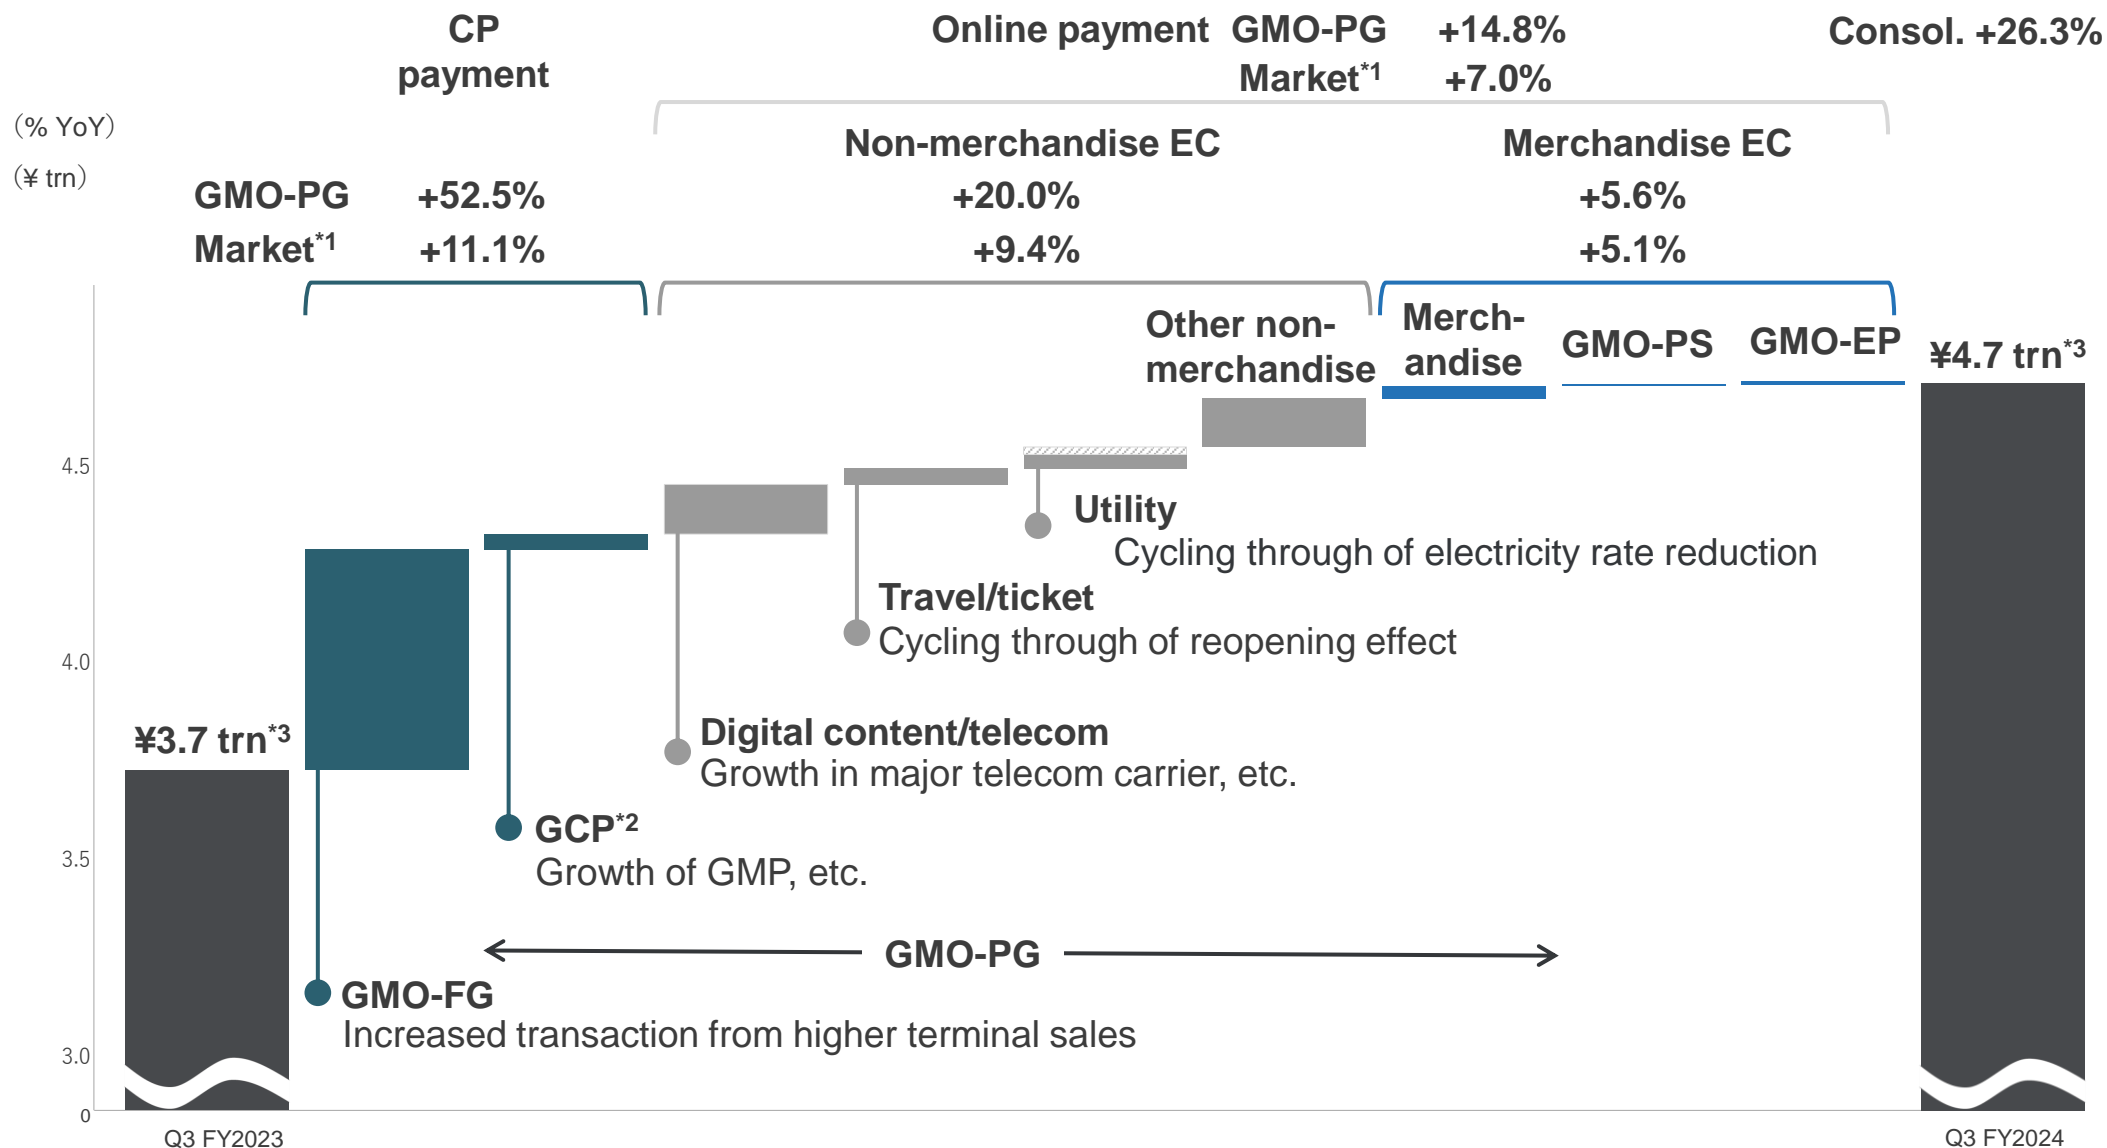 CP
payment
Online payment GMO-PG +14.8%
Market*1 +7.0%
Consol. +26.3%
（% YoY）
（¥ trn）
Non-merchandise EC
Merchandise EC
GMO-PG +52.5% +20.0% +5.6%
Market*1 +11.1% +9.4% +5.1%
Other non-
merchandise
Merch-
andise
GMO-PS
GMO-EP
¥4.7 trn*3
4.5
Utility
Cycling through of electricity rate reduction
Travel/ticket
Cycling through of reopening effect
4.0
¥3.7 trn*3
Digital content/telecom
Growth in major telecom carrier, etc.
GCP*2
Growth of GMP, etc.
3.5
GMO-PG
GMO-FG
Increased transaction from higher terminal sales
3.0
0
Q3 FY2023
Q3 FY2024